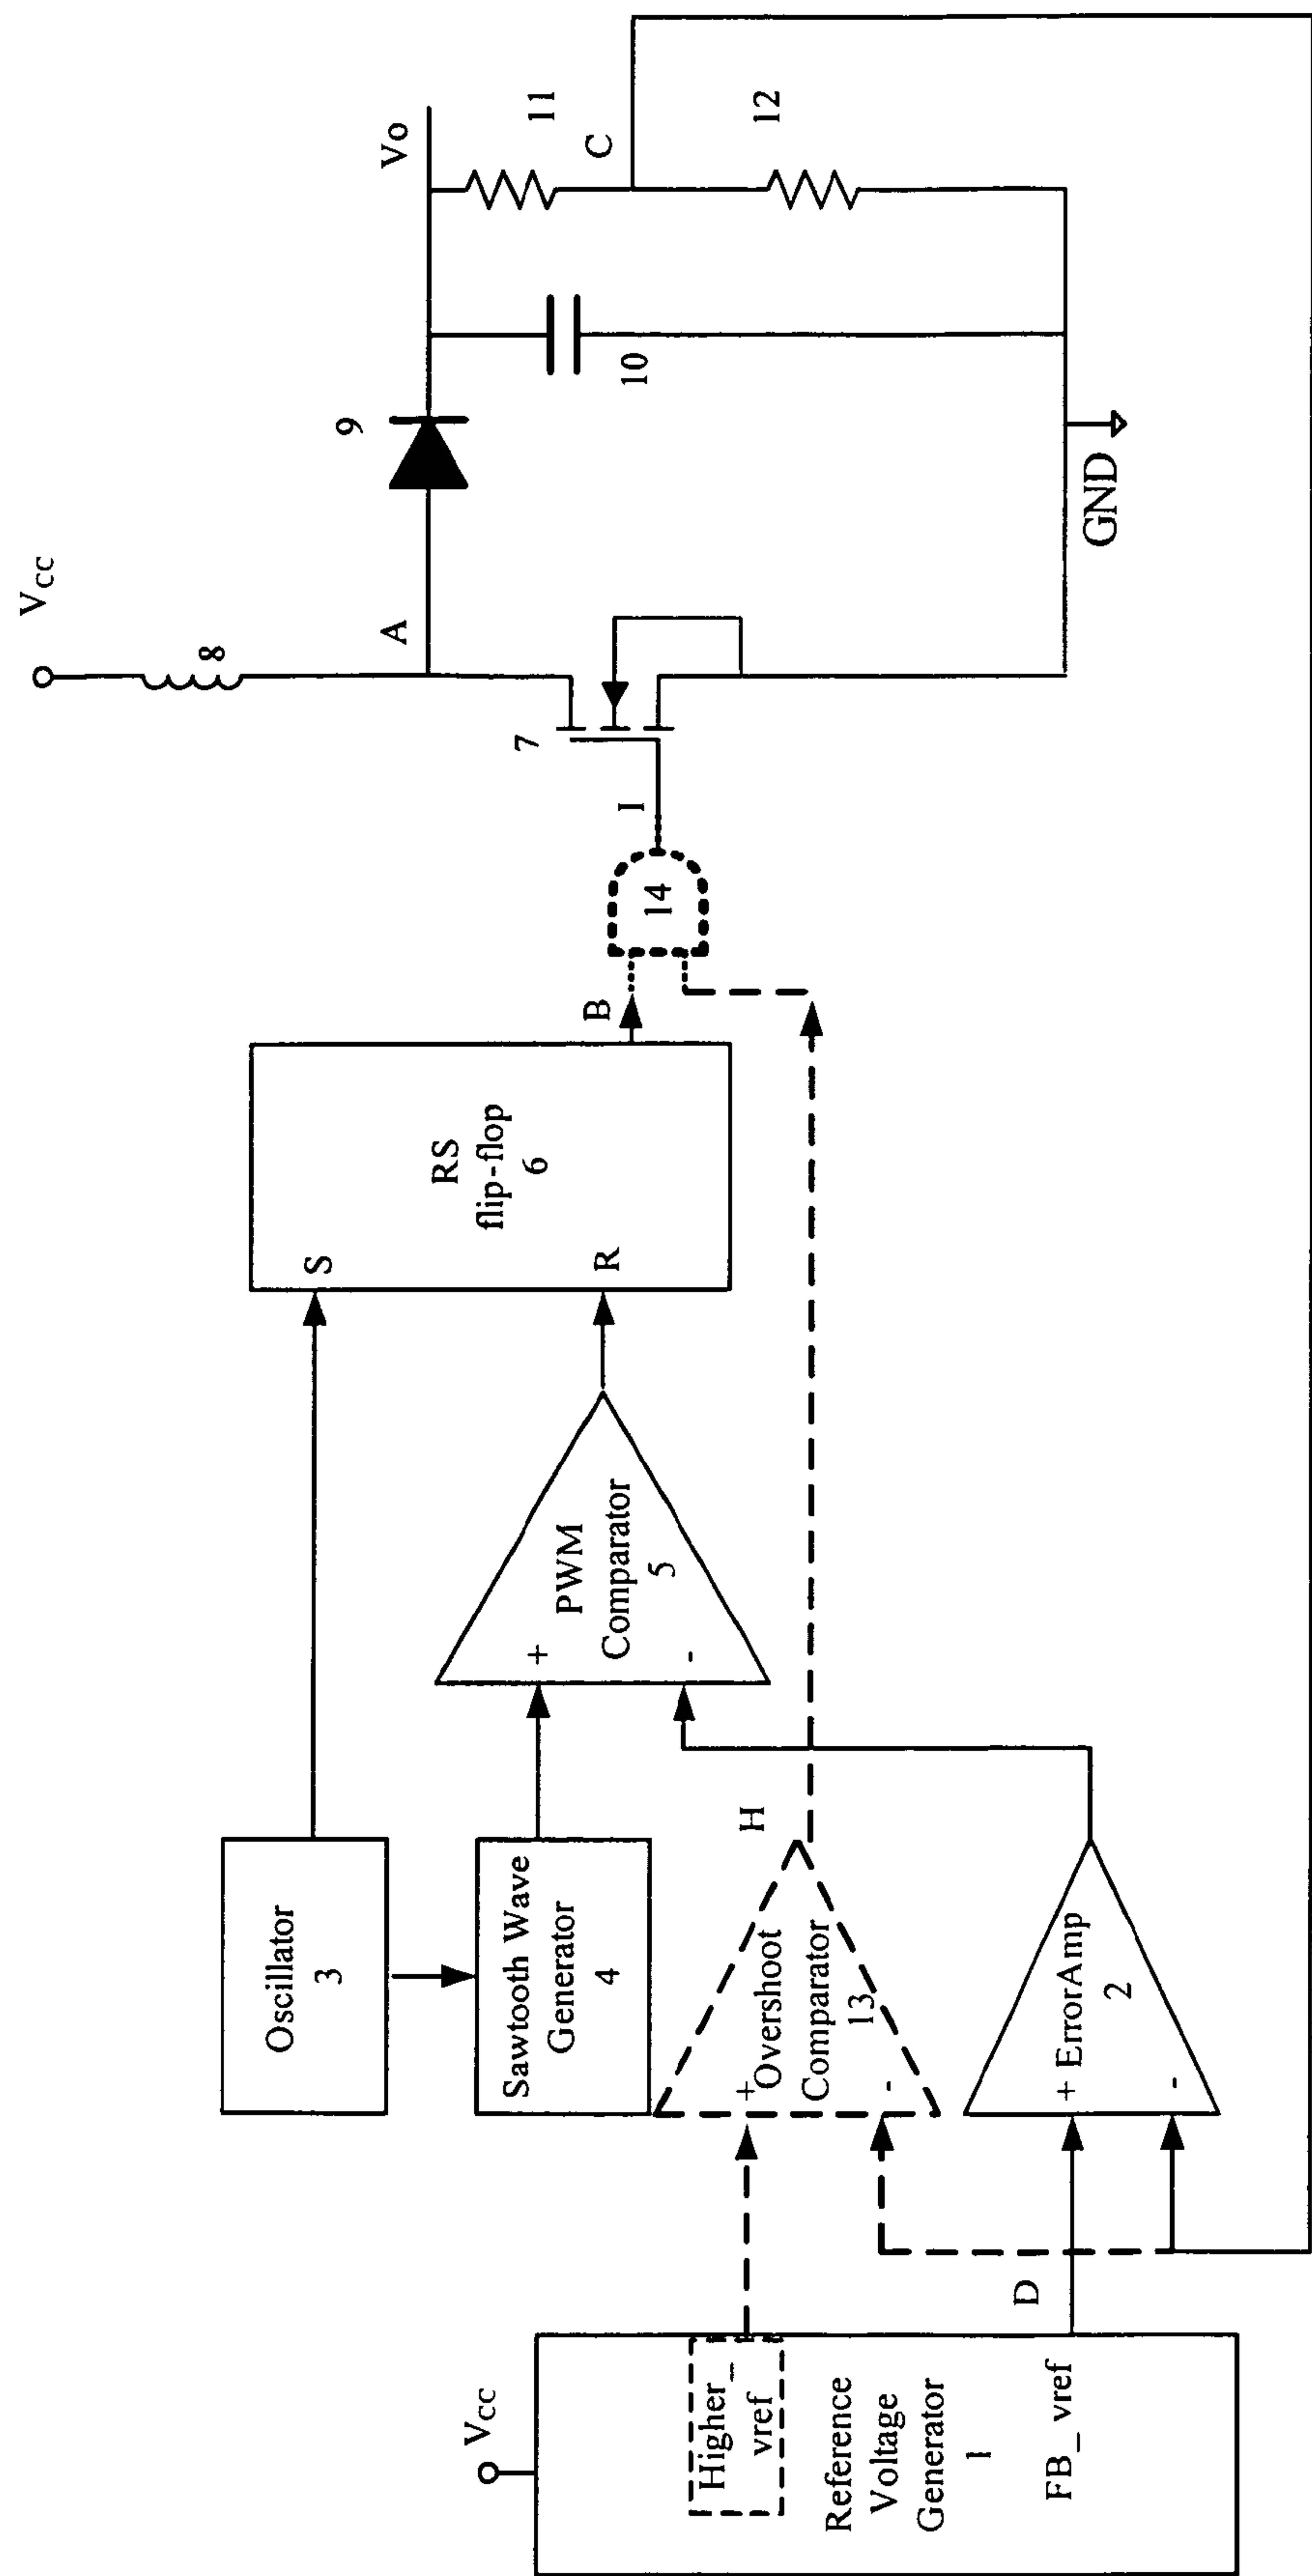 Vcc
8
A
9
Vo
11
C
12
10
GND
7
I
14
B
S
R
RS
flip-flop
6
PWM
Comparator
5
+
-
Oscillator
3
Sawtooth Wave
Generator
4
H
Overshoot
Comparator
13
+
-
+ ErrorAmp
2
-
D
Vcc
Higher_
vref
Reference
Voltage
Generator
1
FB_vref